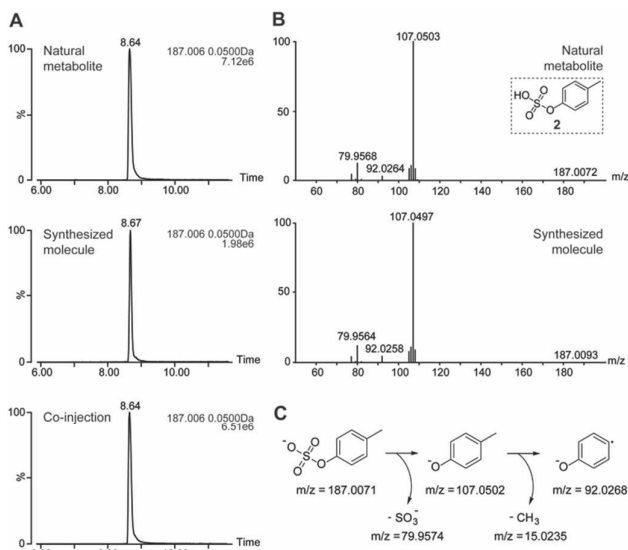 A
B
100
8.64
187.006 0.0500Da
7.12e6
Natural
metabolite
%
0
6.00
8.00
10.00
Time
100
107.0503
Natural
metabolite
HO
S
O
O
O
2
50
79.9568
92.0264
187.0072
0
60
80
100
120
140
160
180
m/z
100
8.67
187.006 0.0500Da
1.98e6
Synthesized
molecule
%
0
6.00
8.00
10.00
Time
100
107.0497
Synthesized
molecule
50
79.9564
92.0258
187.0093
0
60
80
100
120
140
160
180
m/z
100
8.64
187.006 0.0500Da
6.51e6
Co-injection
%
0
Time
C
-
O
S
O
O
O
-
O
-
O
m/z = 187.0071
m/z = 107.0502
m/z = 92.0268
- SO3-
m/z = 79.9574
- CH3
m/z = 15.0235